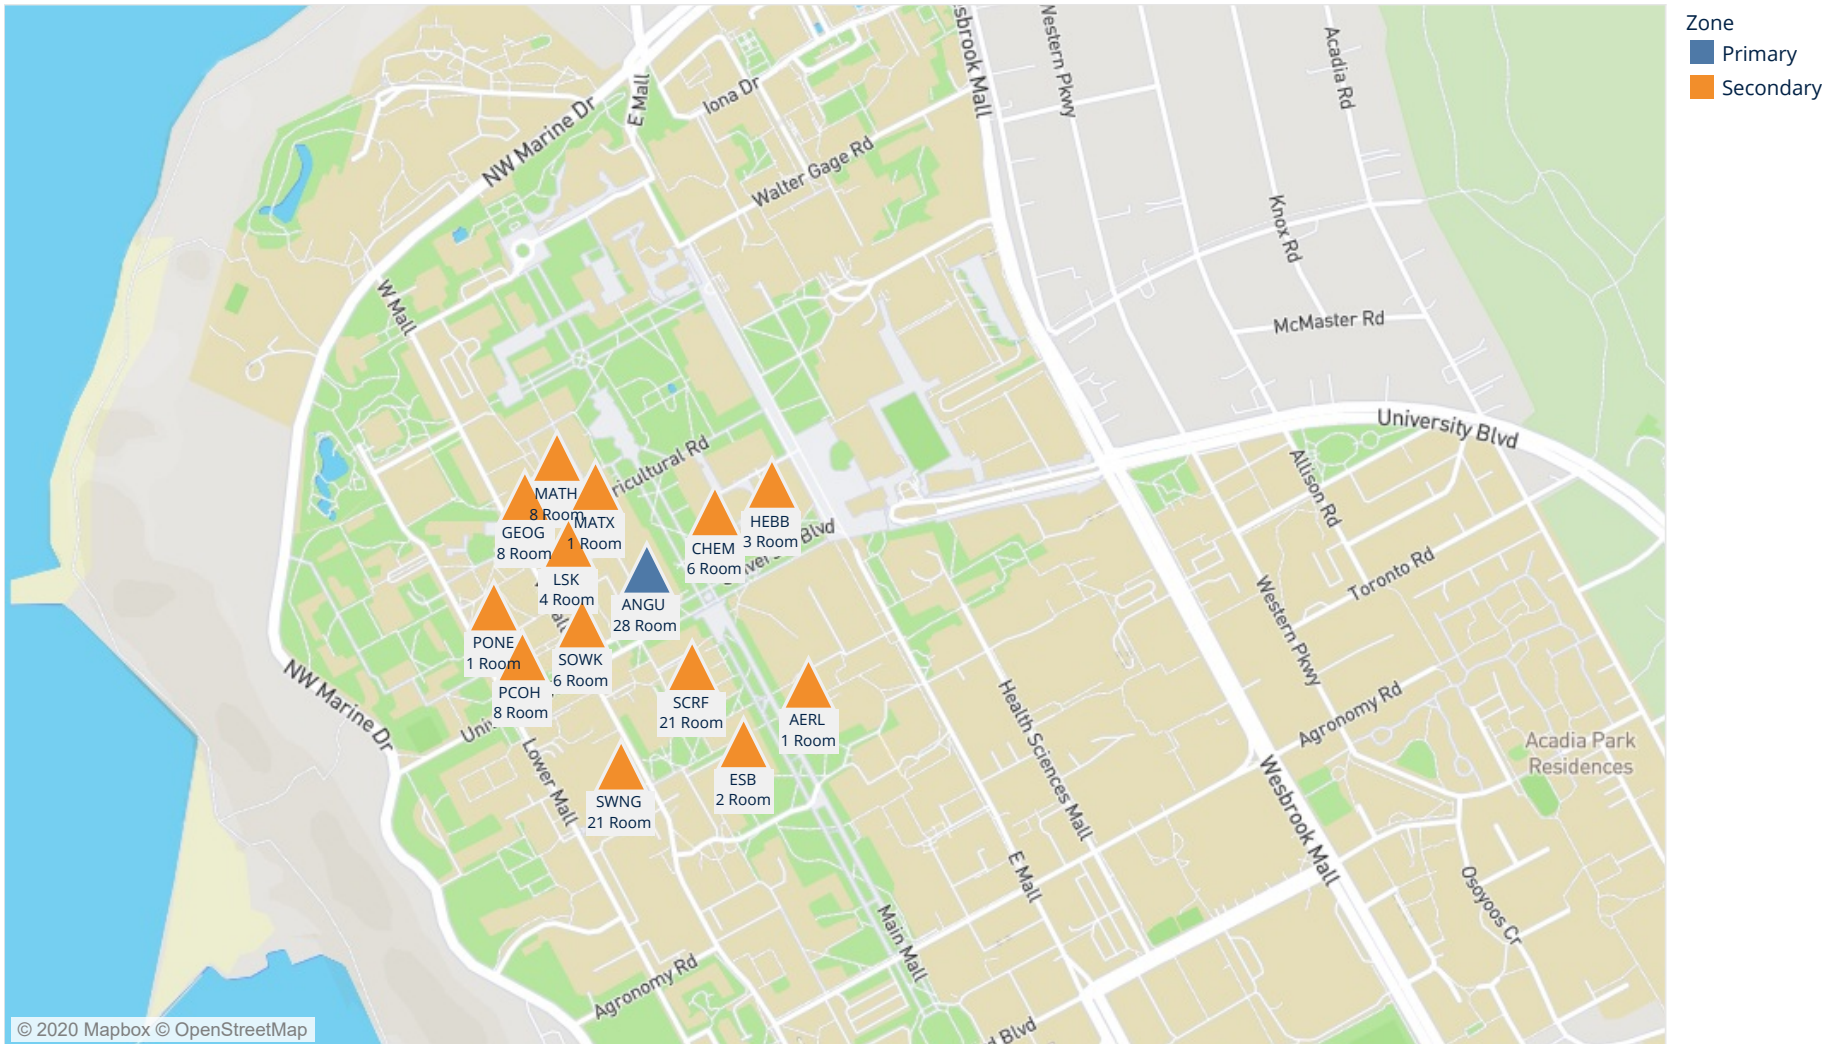 Zone
Primary
Secondary
NW Marine Dr
E Mall
Iona Dr
Walter Gage Rd
sbrook Mall
Western Pkwy
Acadia Rd
Knox Rd
McMaster Rd
University Blvd
W Mall
ricultural Rd
Allison Rd
Toronto Rd
Western Pkwy
Agronomy Rd
Acadia Park
Residences
MATH
8 Room
MATX
1 Room
GEOG
8 Room
LSK
4 Room
HEBB
3 Room
CHEM
6 Room
Blvd
ANGU
28 Room
PONE
1 Room
SOWK
6 Room
PCOH
8 Room
SCRF
21 Room
AERL
1 Room
ESB
2 Room
SWNG
21 Room
NW Marine Dr
Uni
Lower Mall
Health Sciences Mall
Wesbrook Mall
E Mall
Osoyoos Cr
Main Mall
Agronomy Rd
d Blvd
© 2020 Mapbox © OpenStreetMap